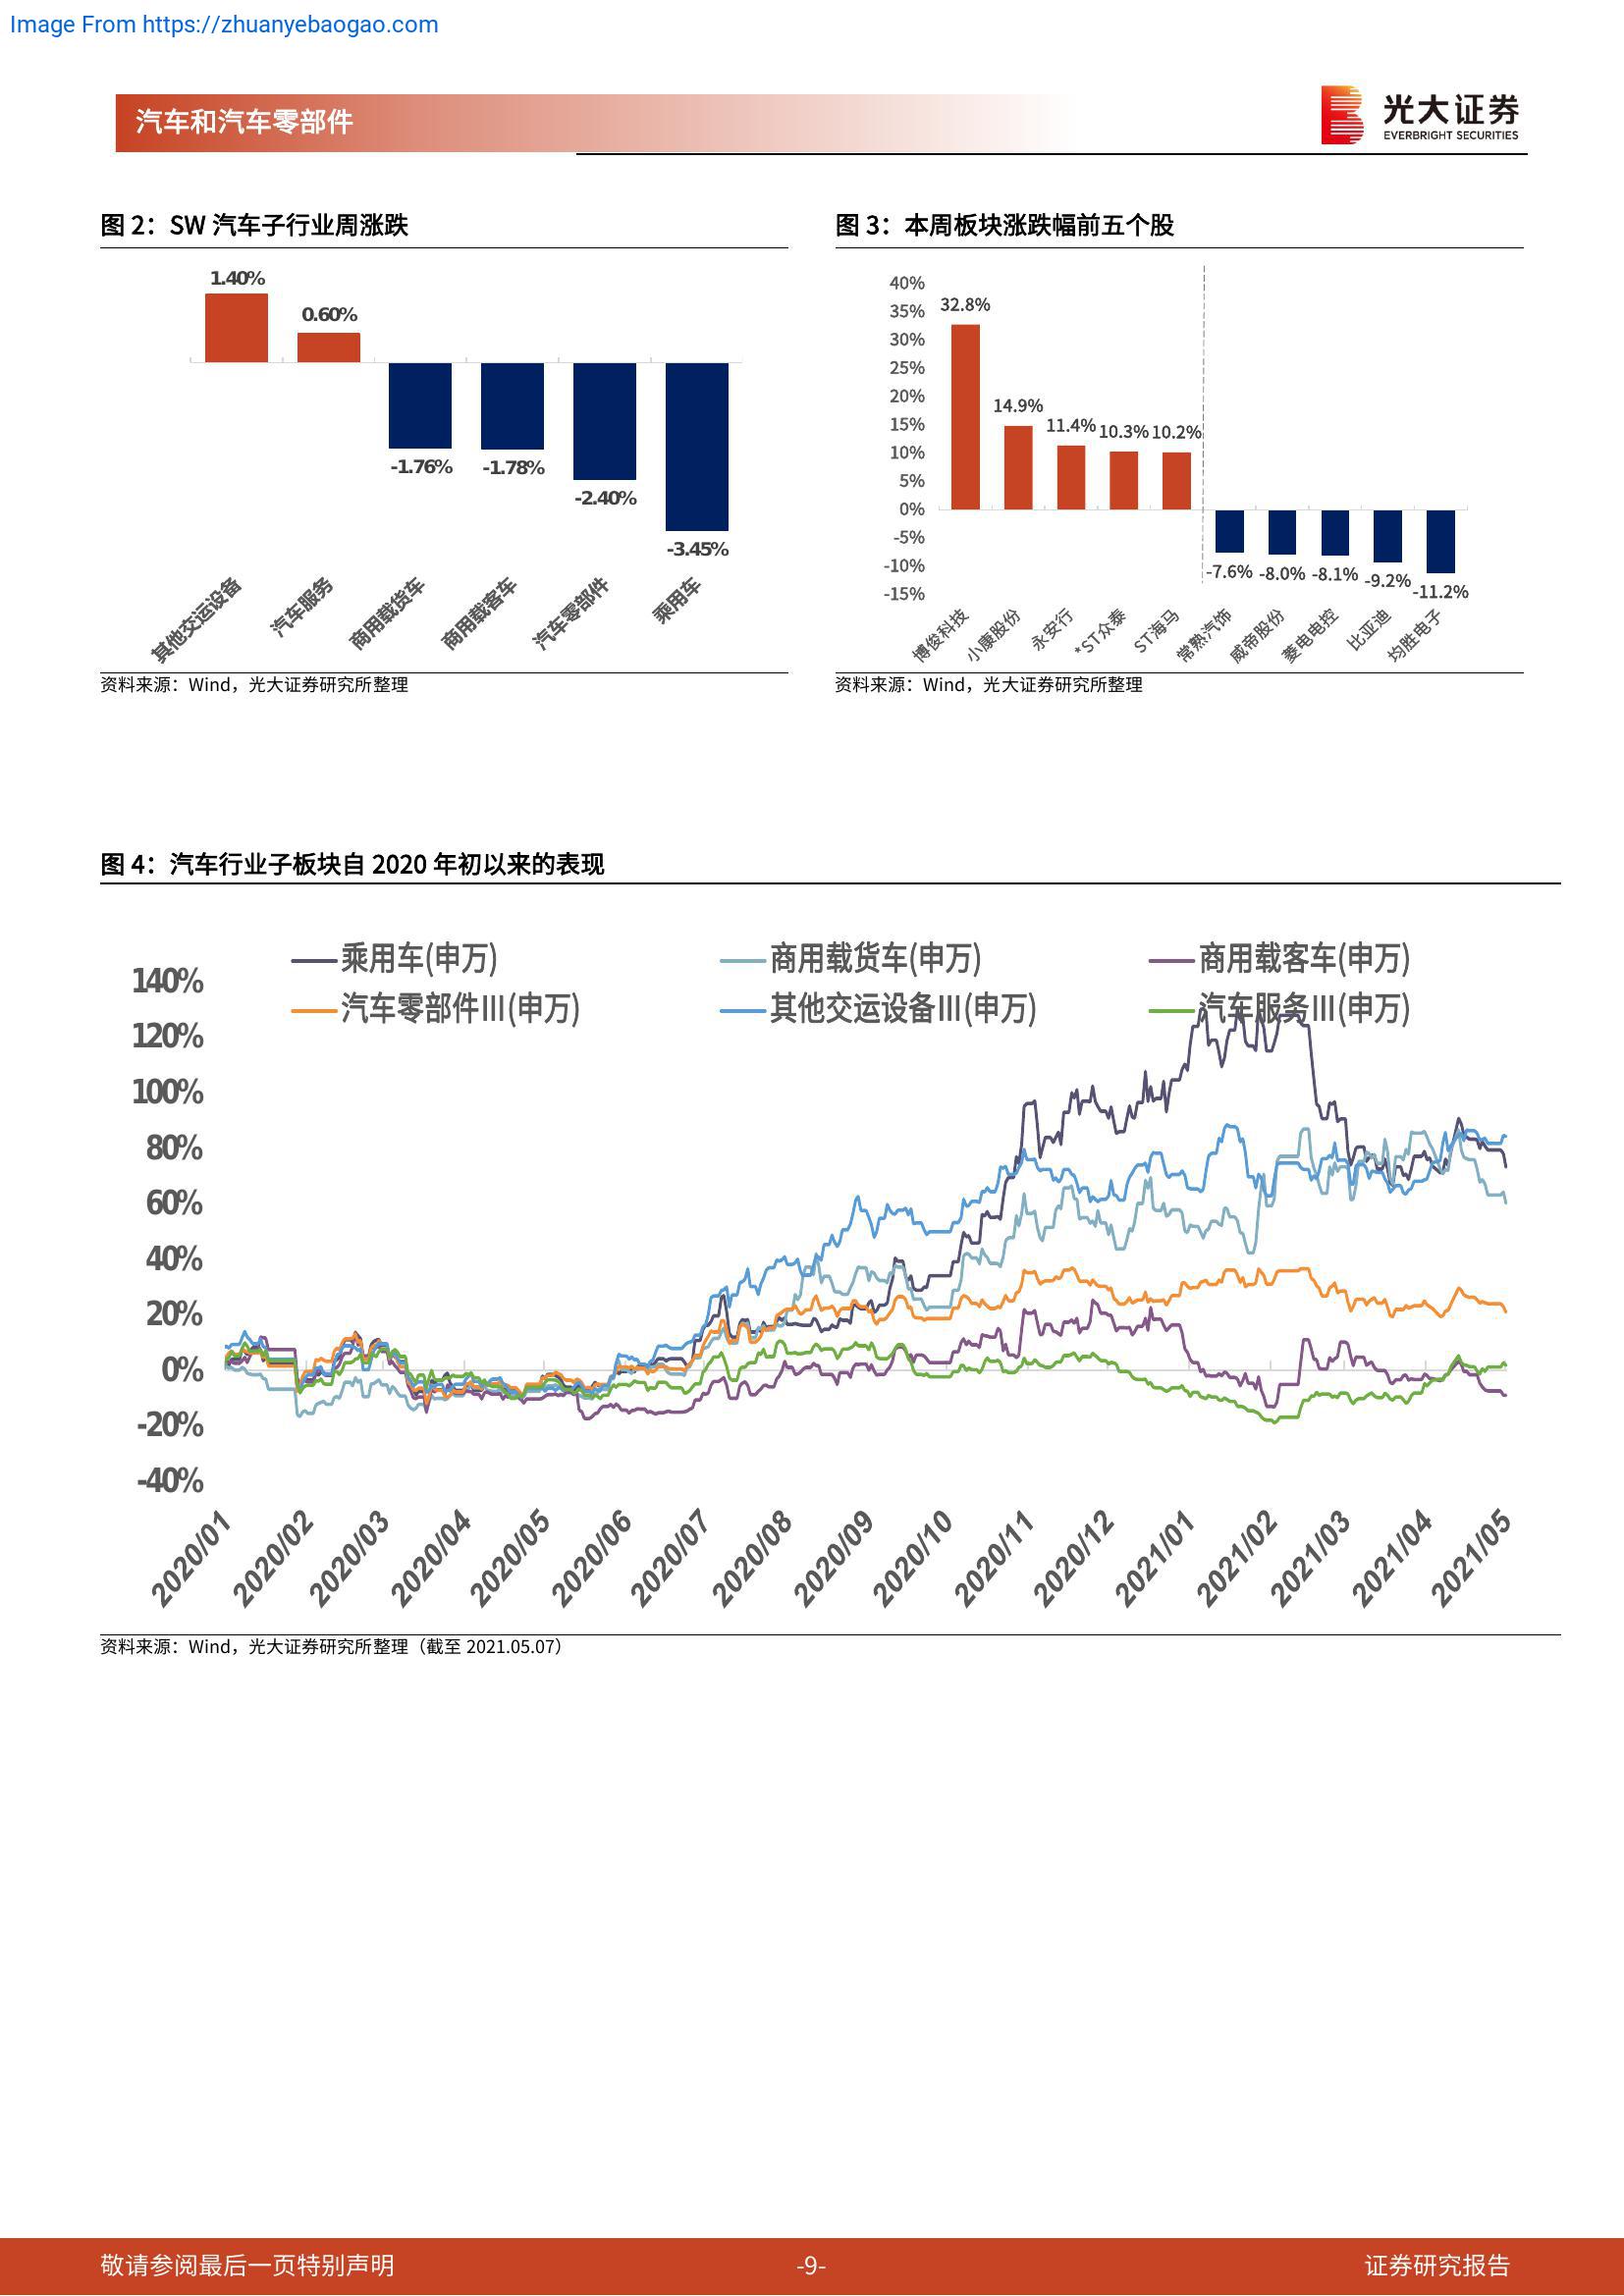 Image From https://zhuanyebaogao.com
汽车和汽车零部件
光大证券
EVERBRIGHT SECURITIES
图 2：SW 汽车子行业周涨跌
1.40%
0.60%
-1.76%
-1.78%
-2.40%
-3.45%
其他交运设备
汽车服务
商用载货车
商用载客车
汽车零部件
乘用车
资料来源：Wind，光大证券研究所整理
图 3：本周板块涨跌幅前五个股
40%
35%
30%
25%
20%
15%
10%
5%
0%
-5%
-10%
-15%
32.8%
14.9%
11.4%
10.3%
10.2%
-7.6%
-8.0%
-8.1%
-9.2%
-11.2%
博俊科技
小康股份
永安行
*ST众泰
ST海马
常熟汽饰
威帝股份
菱电电控
比亚迪
均胜电子
资料来源：Wind，光大证券研究所整理
图 4：汽车行业子板块自 2020 年初以来的表现
乘用车(申万)
商用载货车(申万)
商用载客车(申万)
汽车零部件III(申万)
其他交运设备III(申万)
汽车服务III(申万)
140%
120%
100%
80%
60%
40%
20%
0%
-20%
-40%
2020/01
2020/02
2020/03
2020/04
2020/05
2020/06
2020/07
2020/08
2020/09
2020/10
2020/11
2020/12
2021/01
2021/02
2021/03
2021/04
2021/05
资料来源：Wind，光大证券研究所整理（截至 2021.05.07）
敬请参阅最后一页特别声明
-9-
证券研究报告